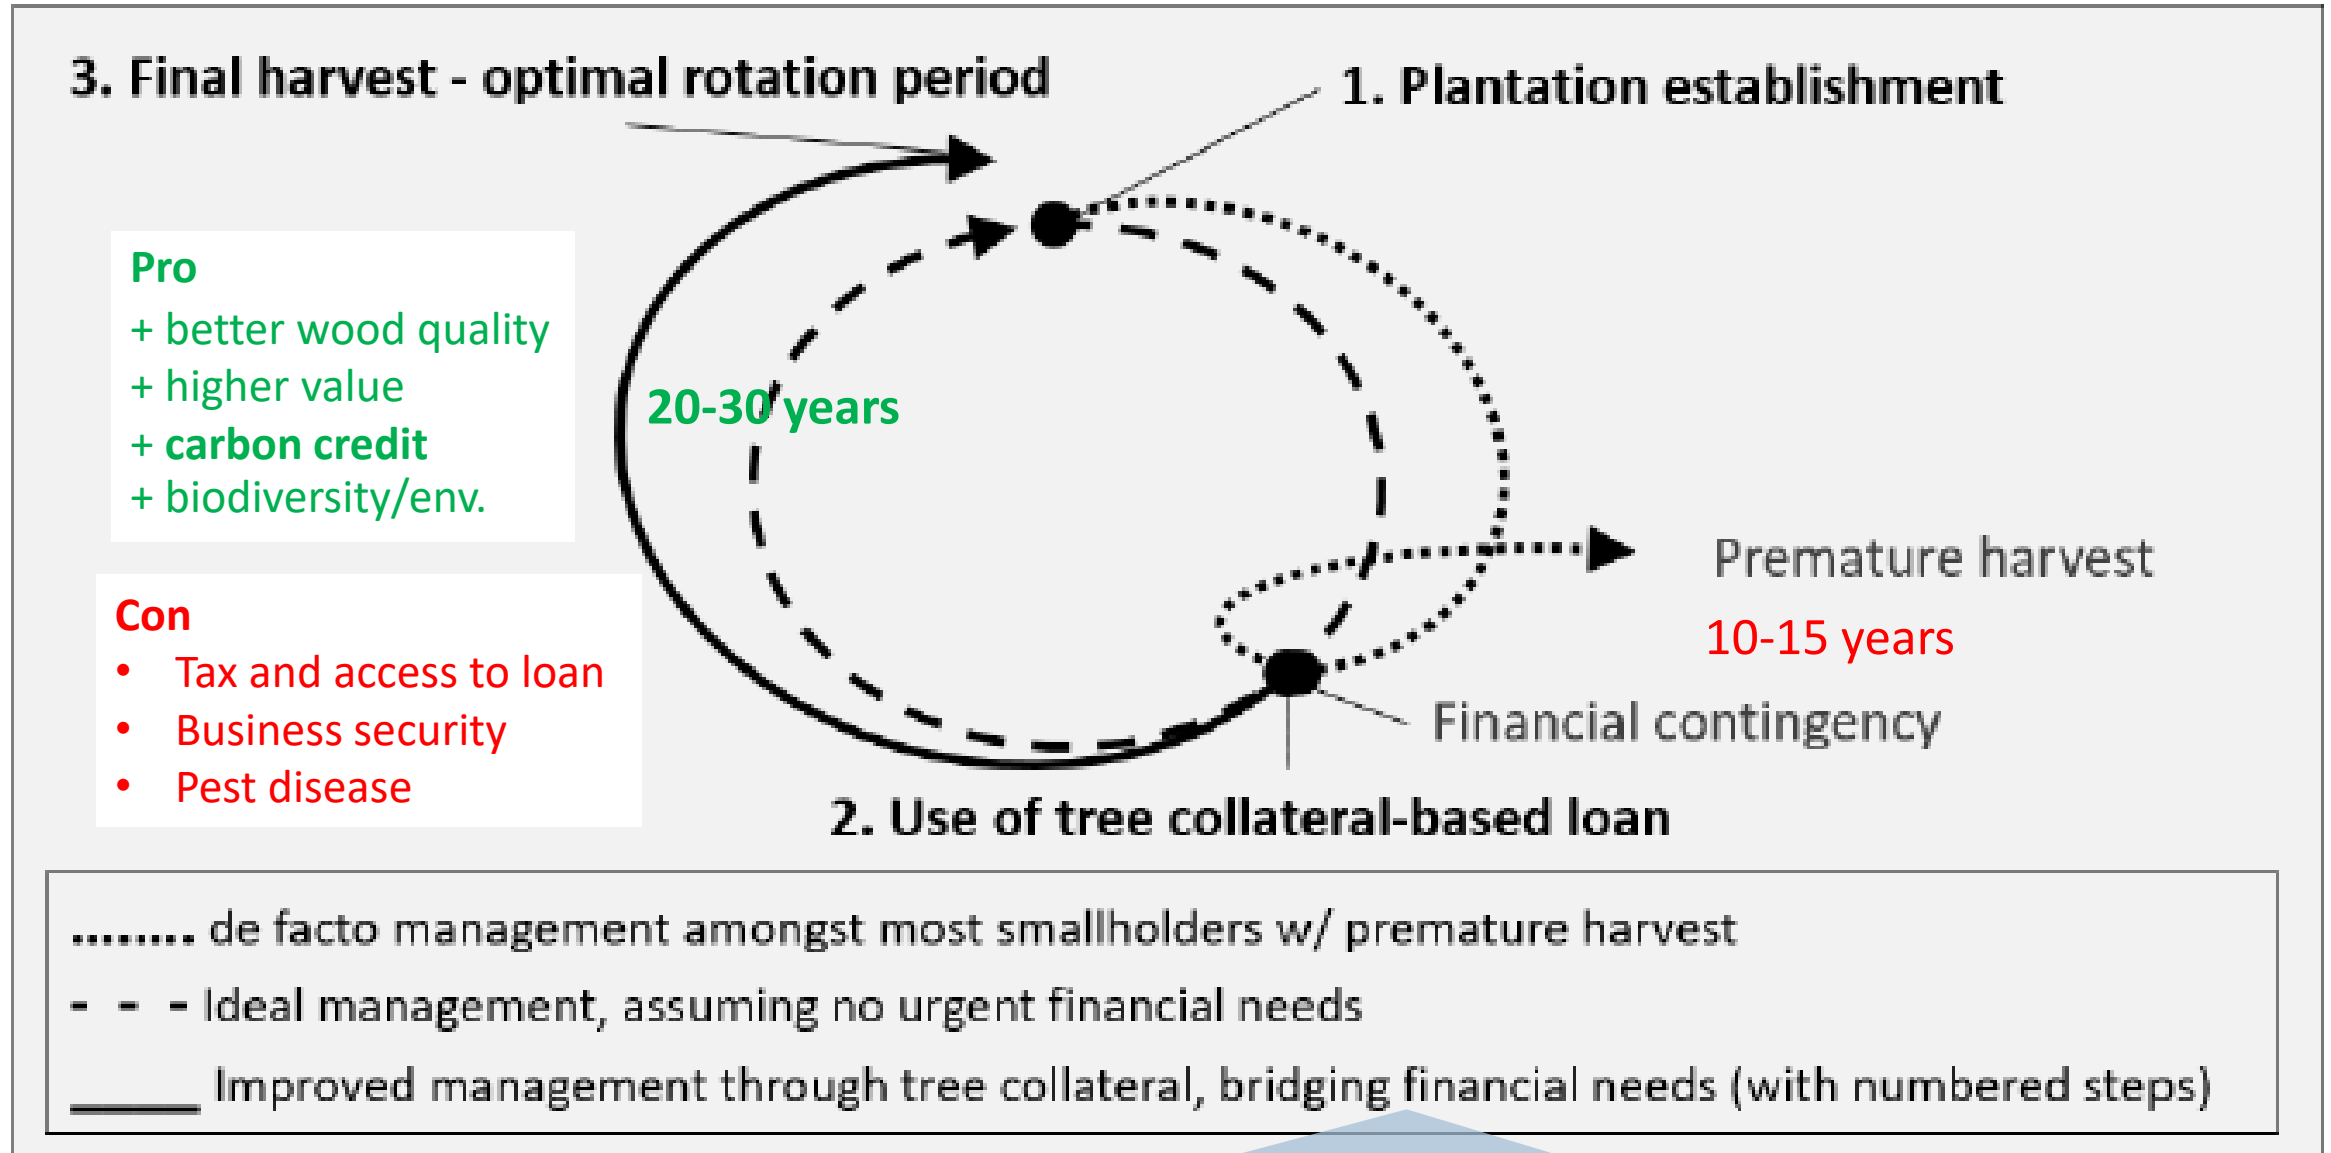 3. Final harvest - optimal rotation period
1. Plantation establishment
Pro
+ better wood quality
+ higher value
+ carbon credit
+ biodiversity/env.
20-30 years
Con
• Tax and access to loan
• Business security
• Pest disease
Premature harvest
10-15 years
Financial contingency
2. Use of tree collateral-based loan
........ de facto management amongst most smallholders w/ premature harvest
- - - Ideal management, assuming no urgent financial needs
____ Improved management through tree collateral, bridging financial needs (with numbered steps)